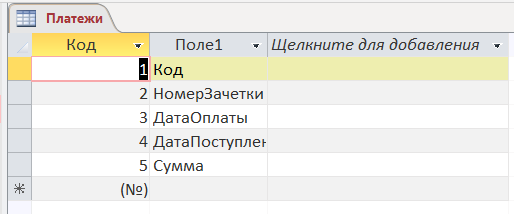 Платежи
Код Поле1 Щелкните для добавления
1 Код
2 НомерЗачетки
3 ДатаОплаты
4 ДатаПоступлен
5 Сумма
(№)